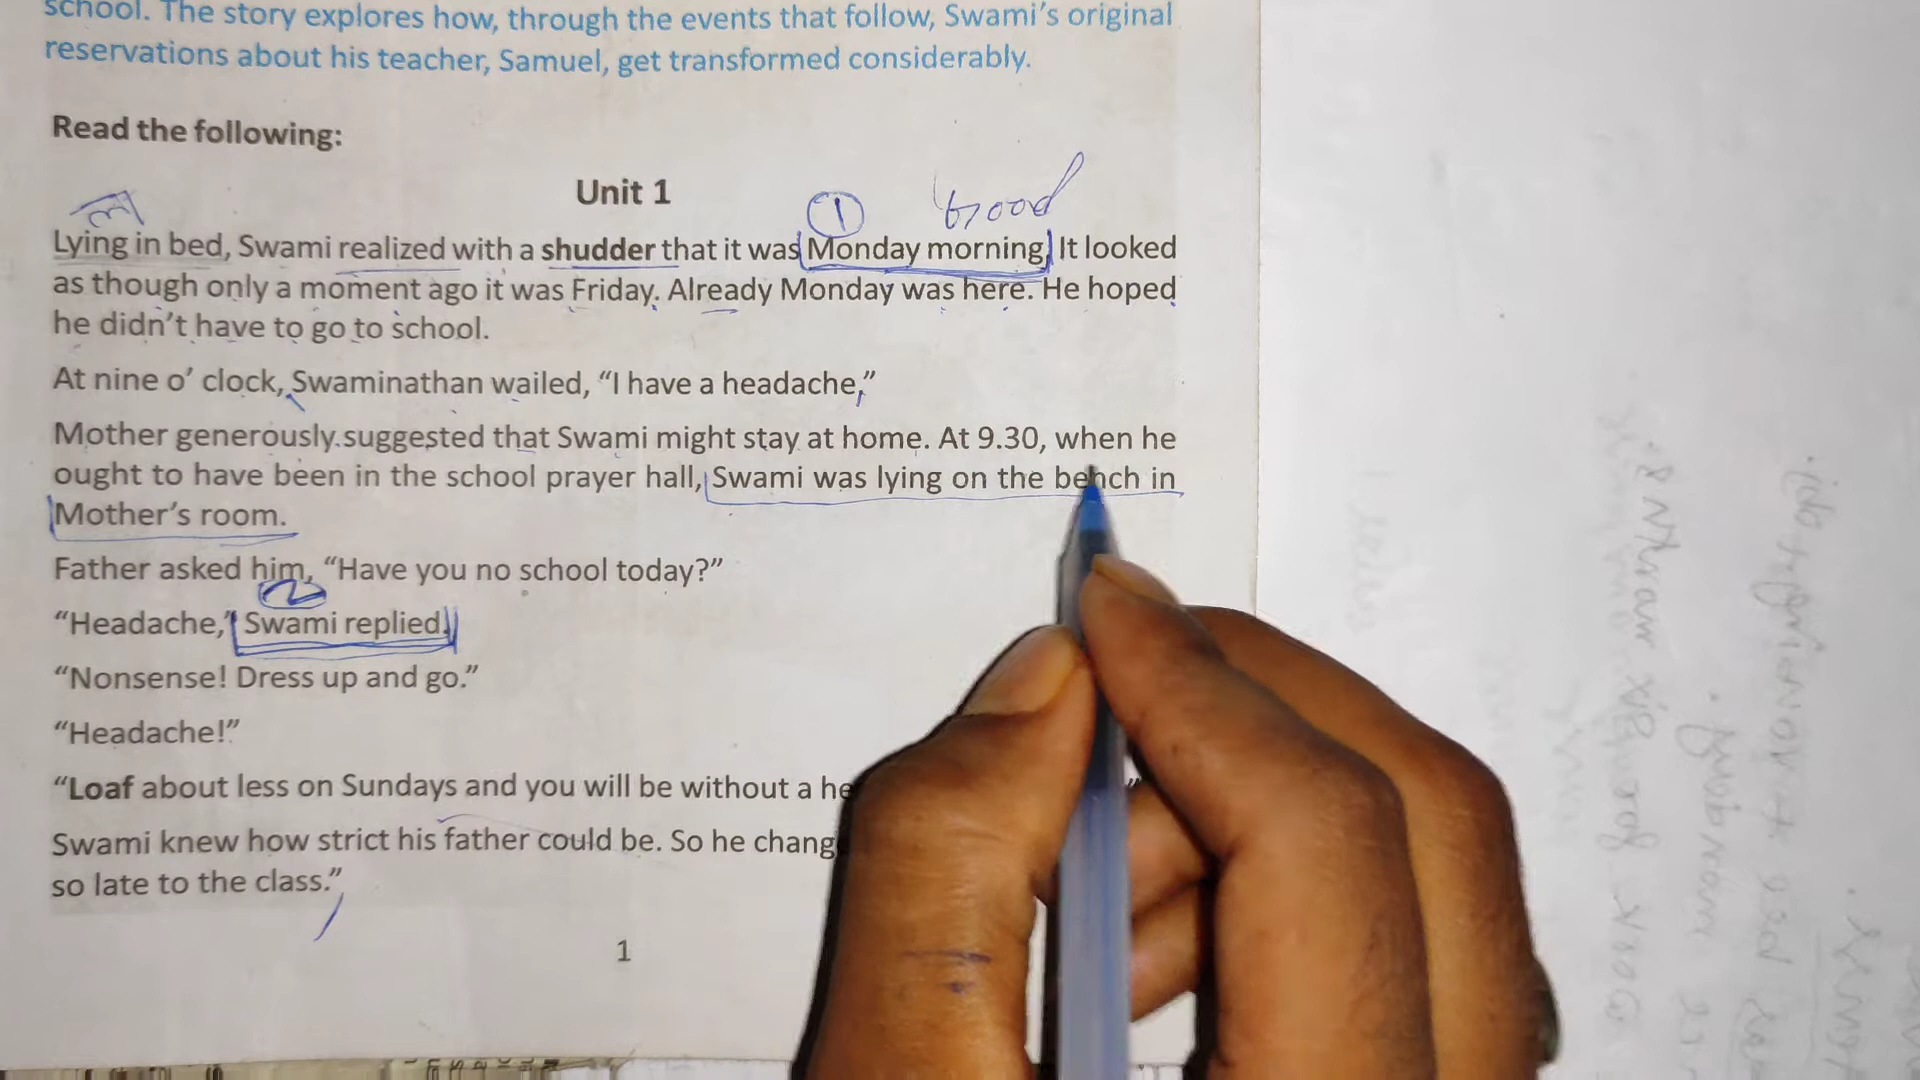 school. The story explores how, through the events that follow, Swami's original
reservations about his teacher, Samuel, get transformed considerably.
Read the following:
Unit 1
1 Good
Lying in bed, Swami realized with a shudder that it was Monday morning. It looked
as though only a moment ago it was Friday. Already Monday was here. He hoped
he didn't have to go to school.
At nine o' clock, Swaminathan wailed, “I have a headache,”
Mother generously suggested that Swami might stay at home. At 9.30, when he
ought to have been in the school prayer hall, Swami was lying on the bench in
Mother's room.
Father asked him, “Have you no school today?”
2
“Headache,” Swami replied.
“Nonsense! Dress up and go.”
“Headache!”
“Loaf about less on Sundays and you will be without a he
Swami knew how strict his father could be. So he chang
so late to the class.”
1